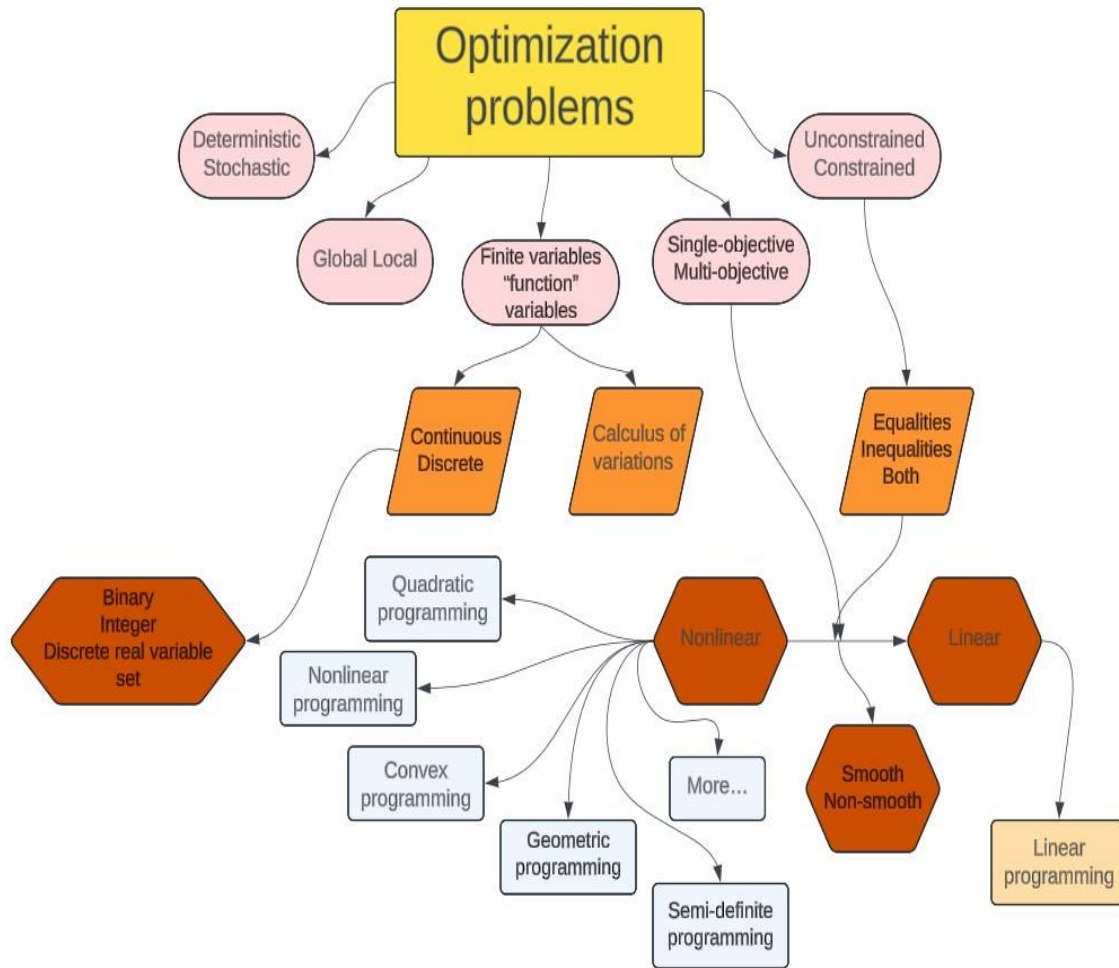 Optimization
problems
Deterministic
Stochastic
Unconstrained
Constrained
Global Local
Finite variables
“function”
variables
Single-objective
Multi-objective
Continuous
Discrete
Calculus of
variations
Equalities
Inequalities
Both
Binary
Integer
Discrete real variable
set
Quadratic
programming
Nonlinear
Linear
Nonlinear
programming
Convex
programming
More...
Smooth
Non-smooth
Geometric
programming
Linear
programming
Semi-definite
programming